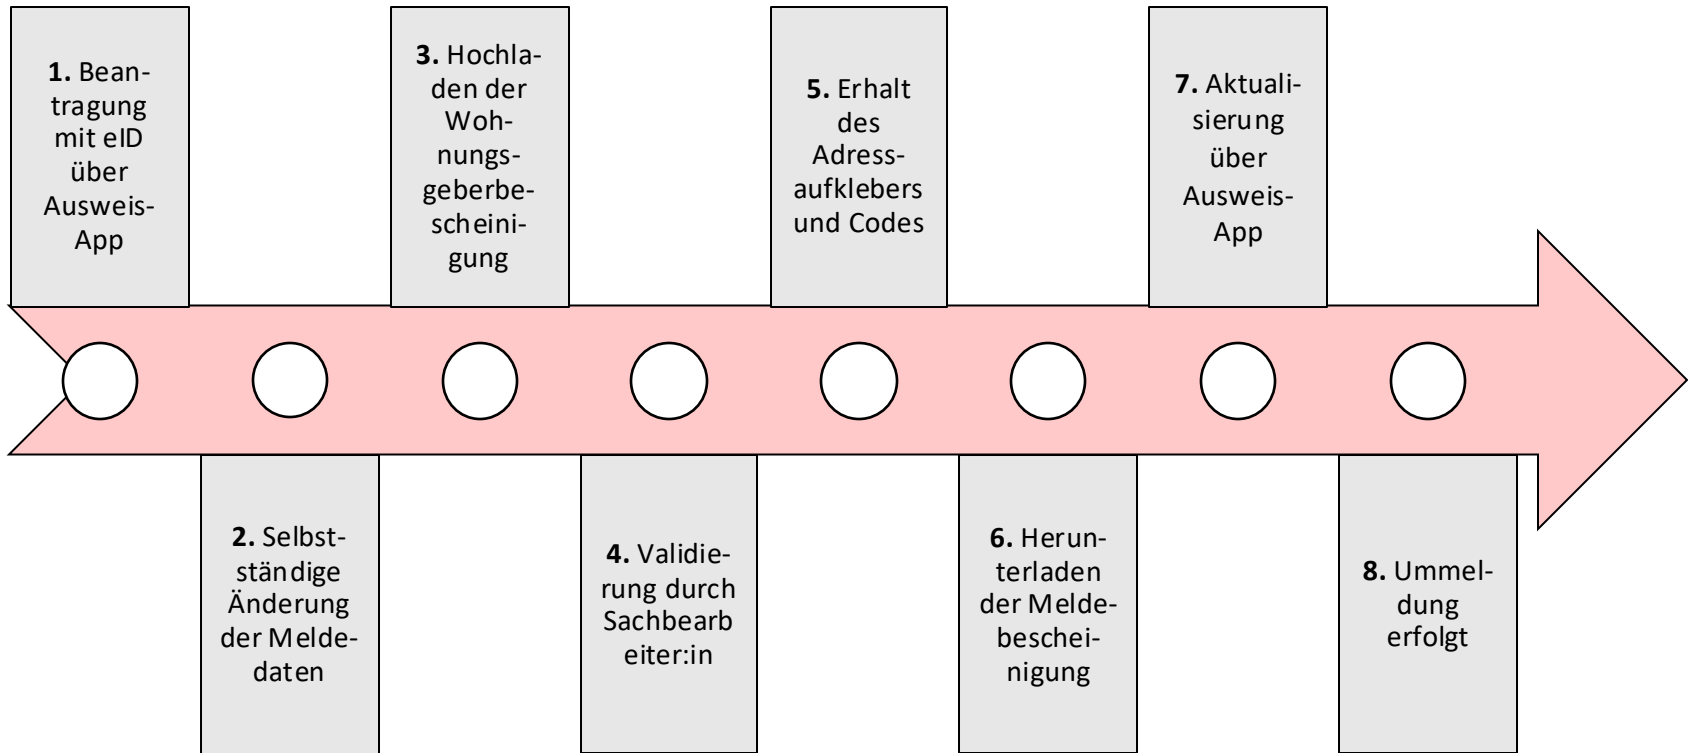 1. Bean-
tragung
mit eID
über
Ausweis-
App
2. Selbst-
ständige
Änderung
der Melde-
daten
3. Hochla-
den der
Woh-
nungs-
geberbe-
scheini-
gung
4. Validie-
rung durch
Sachbearb
eiter:in
5. Erhalt
des
Adress-
aufklebers
und Codes
6. Herun-
terladen
der Melde-
beschei-
nigung
7. Aktuali-
sierung
über
Ausweis-
App
8. Ummel-
dung
erfolgt